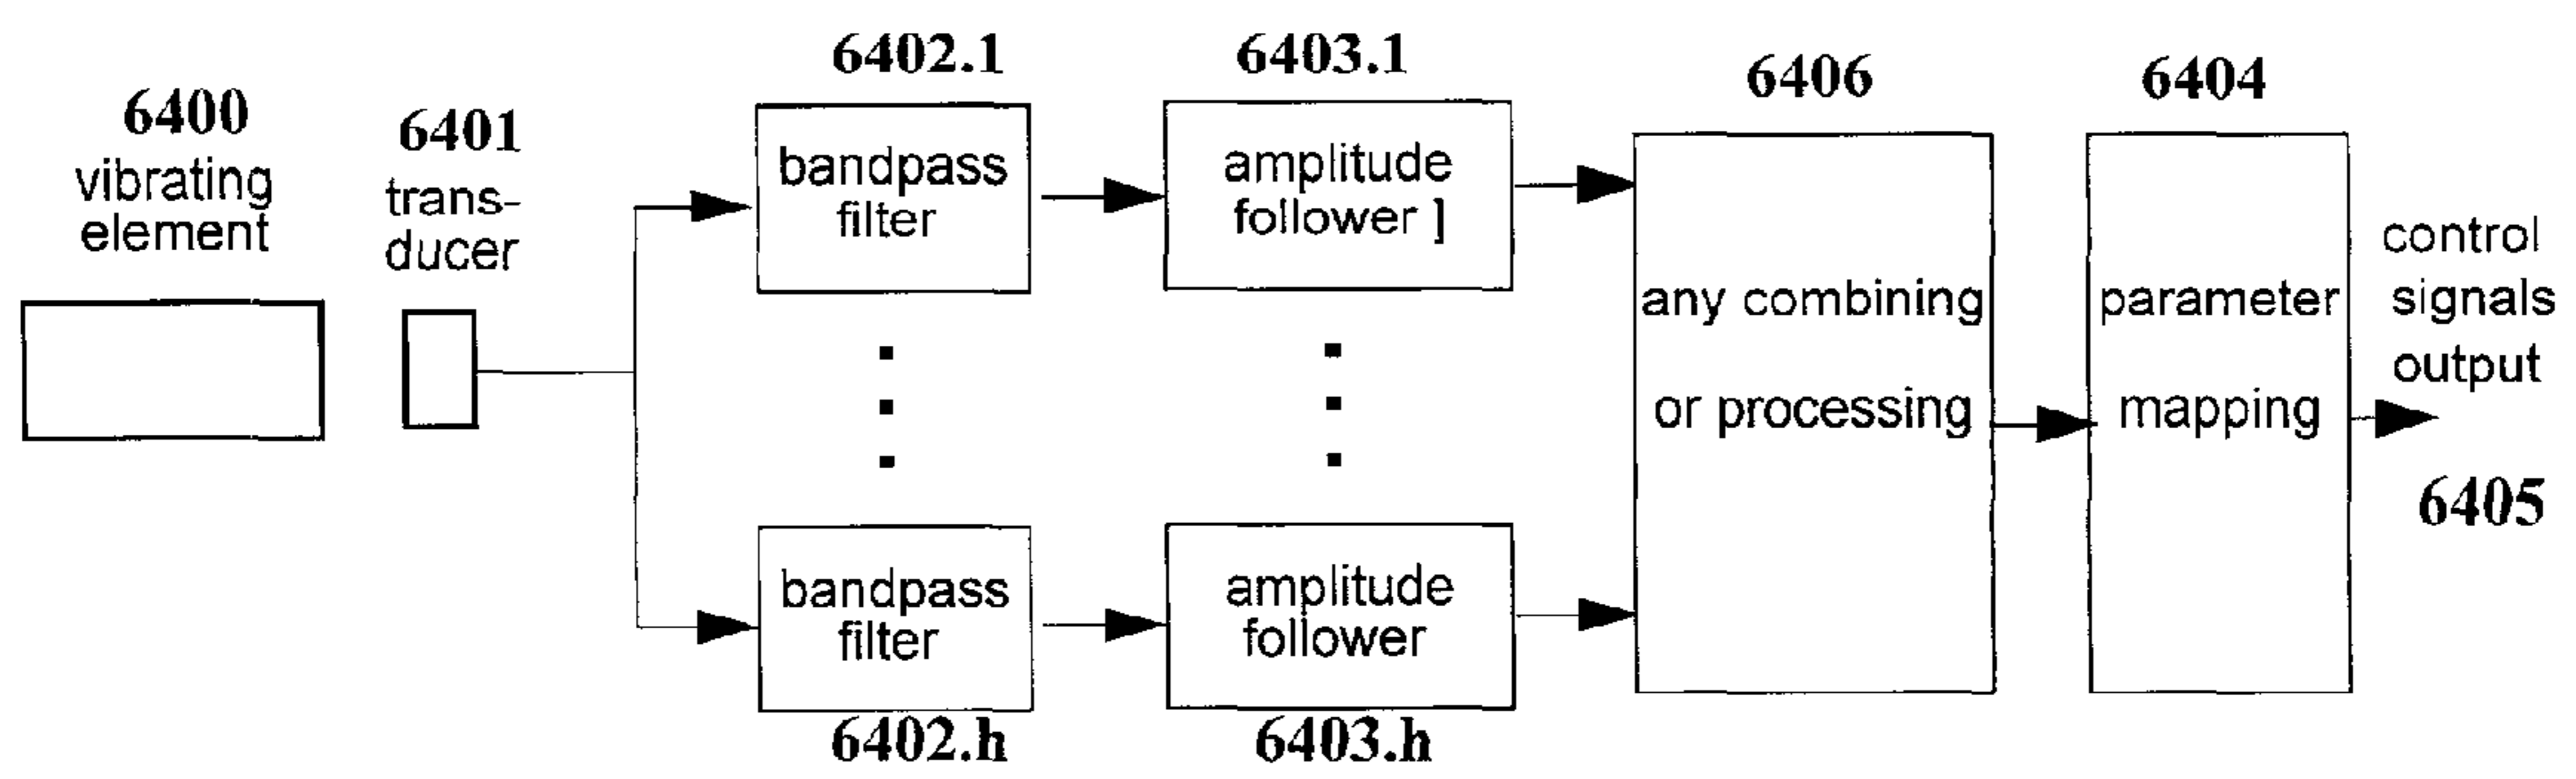 6400
vibrating
element
6401
trans-
ducer
6402.1
bandpass
filter
6403.1
amplitude
follower ]
6406
any combining
or processing
6404
parameter
mapping
control
signals
output
6405
bandpass
filter
6402.h
amplitude
follower
6403.h